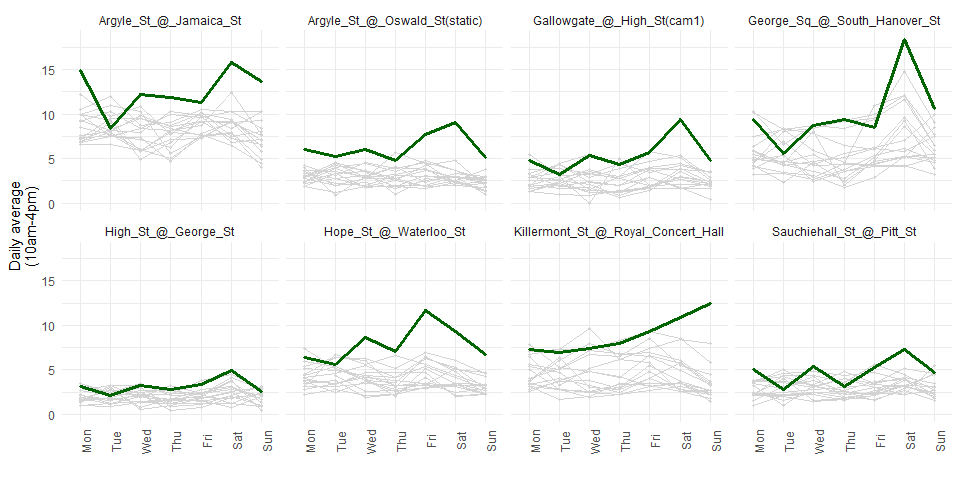 Argyle_St_@_Jamaica_St
Argyle_St_@_Oswald_St(static)
Gallowgate_@_High_St(cam1)
George_Sq_@_South_Hanover_St
15
10
5
0
Daily average
(10am-4pm)
High_St_@_George_St
Hope_St_@_Waterloo_St
Killermont_St_@_Royal_Concert_Hall
Sauchiehall_St_@_Pitt_St
15
10
5
0
Mon
Tue
Wed
Thu
Fri
Sat
Sun
Mon
Tue
Wed
Thu
Fri
Sat
Sun
Mon
Tue
Wed
Thu
Fri
Sat
Sun
Mon
Tue
Wed
Thu
Fri
Sat
Sun